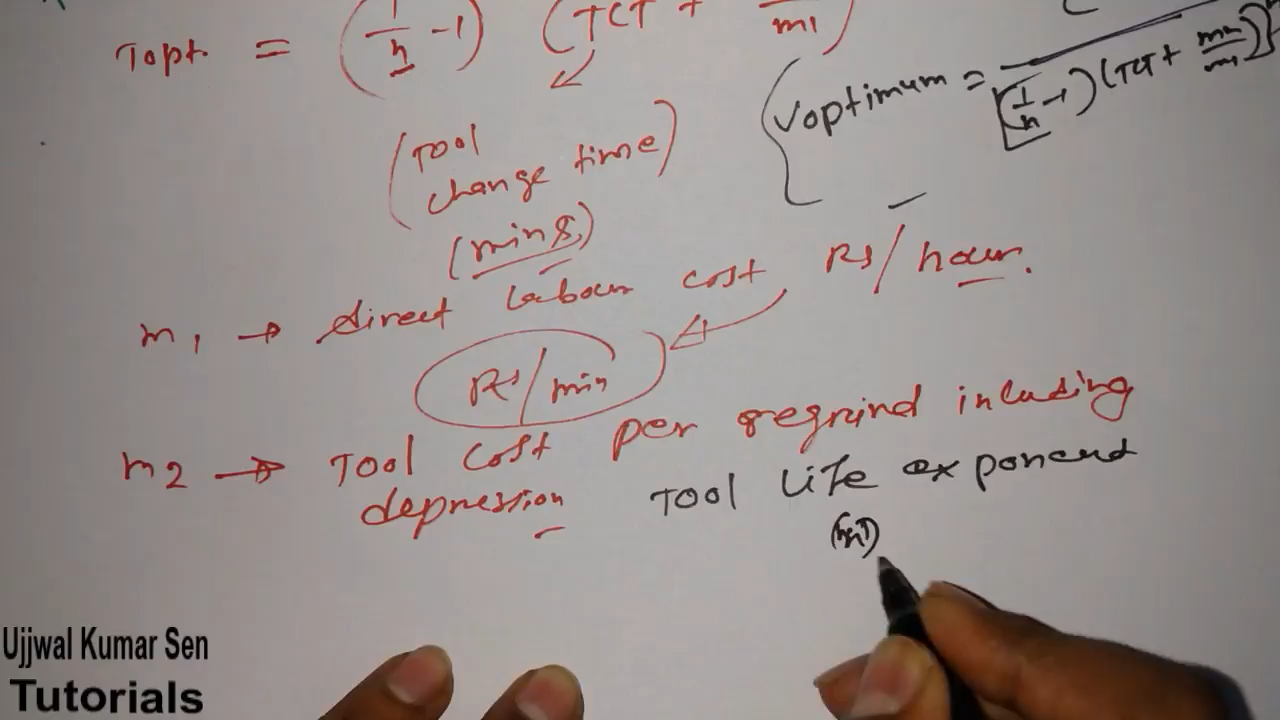 Topt. = (1/n - 1) (TCT + /m1)
Voptimum = (1/n - 1) (TCT + m2/m1)
(Tool
change time)
(mins)
m1 → direct labour cost Rs/hour.
Rs/min
m2 → Tool cost per regrind including
depression Tool life exponent
Ujjwal Kumar Sen
Tutorials